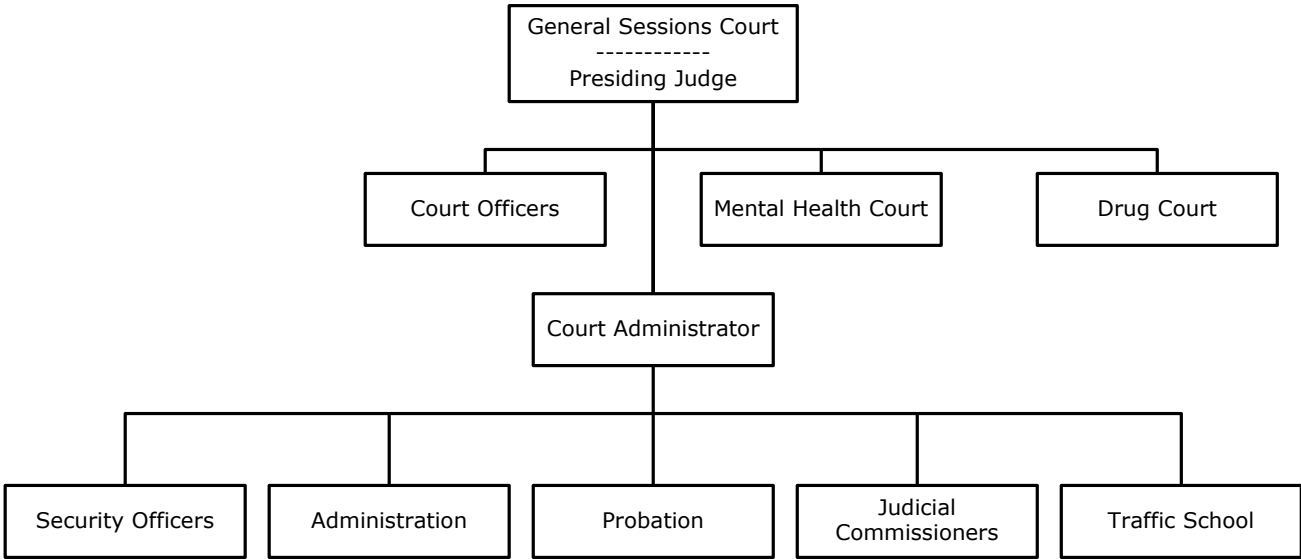 General Sessions Court
------------
Presiding Judge
Court Officers
Mental Health Court
Drug Court
Court Administrator
Security Officers
Administration
Probation
Judicial
Commissioners
Traffic School